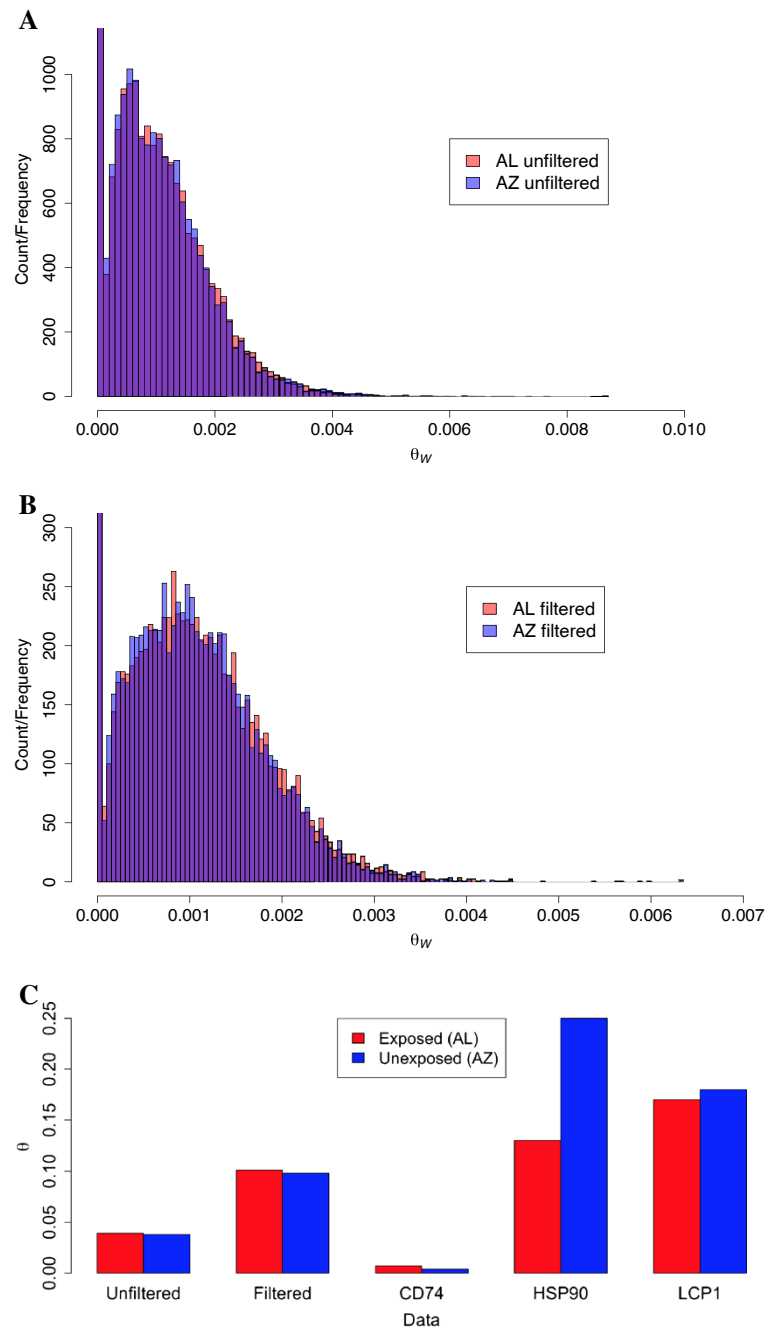 A
Count/Frequency
1000
800
600
400
200
0
AL unfiltered
AZ unfiltered
0.000 0.002 0.004 0.006 0.008 0.010
θW
B
Count/Frequency
300
250
200
150
100
50
0
AL filtered
AZ filtered
0.000 0.001 0.002 0.003 0.004 0.005 0.006 0.007
θW
C
θ
0.25
0.20
0.15
0.10
0.05
0.00
Exposed (AL)
Unexposed (AZ)
Unfiltered Filtered CD74 HSP90 LCP1
Data